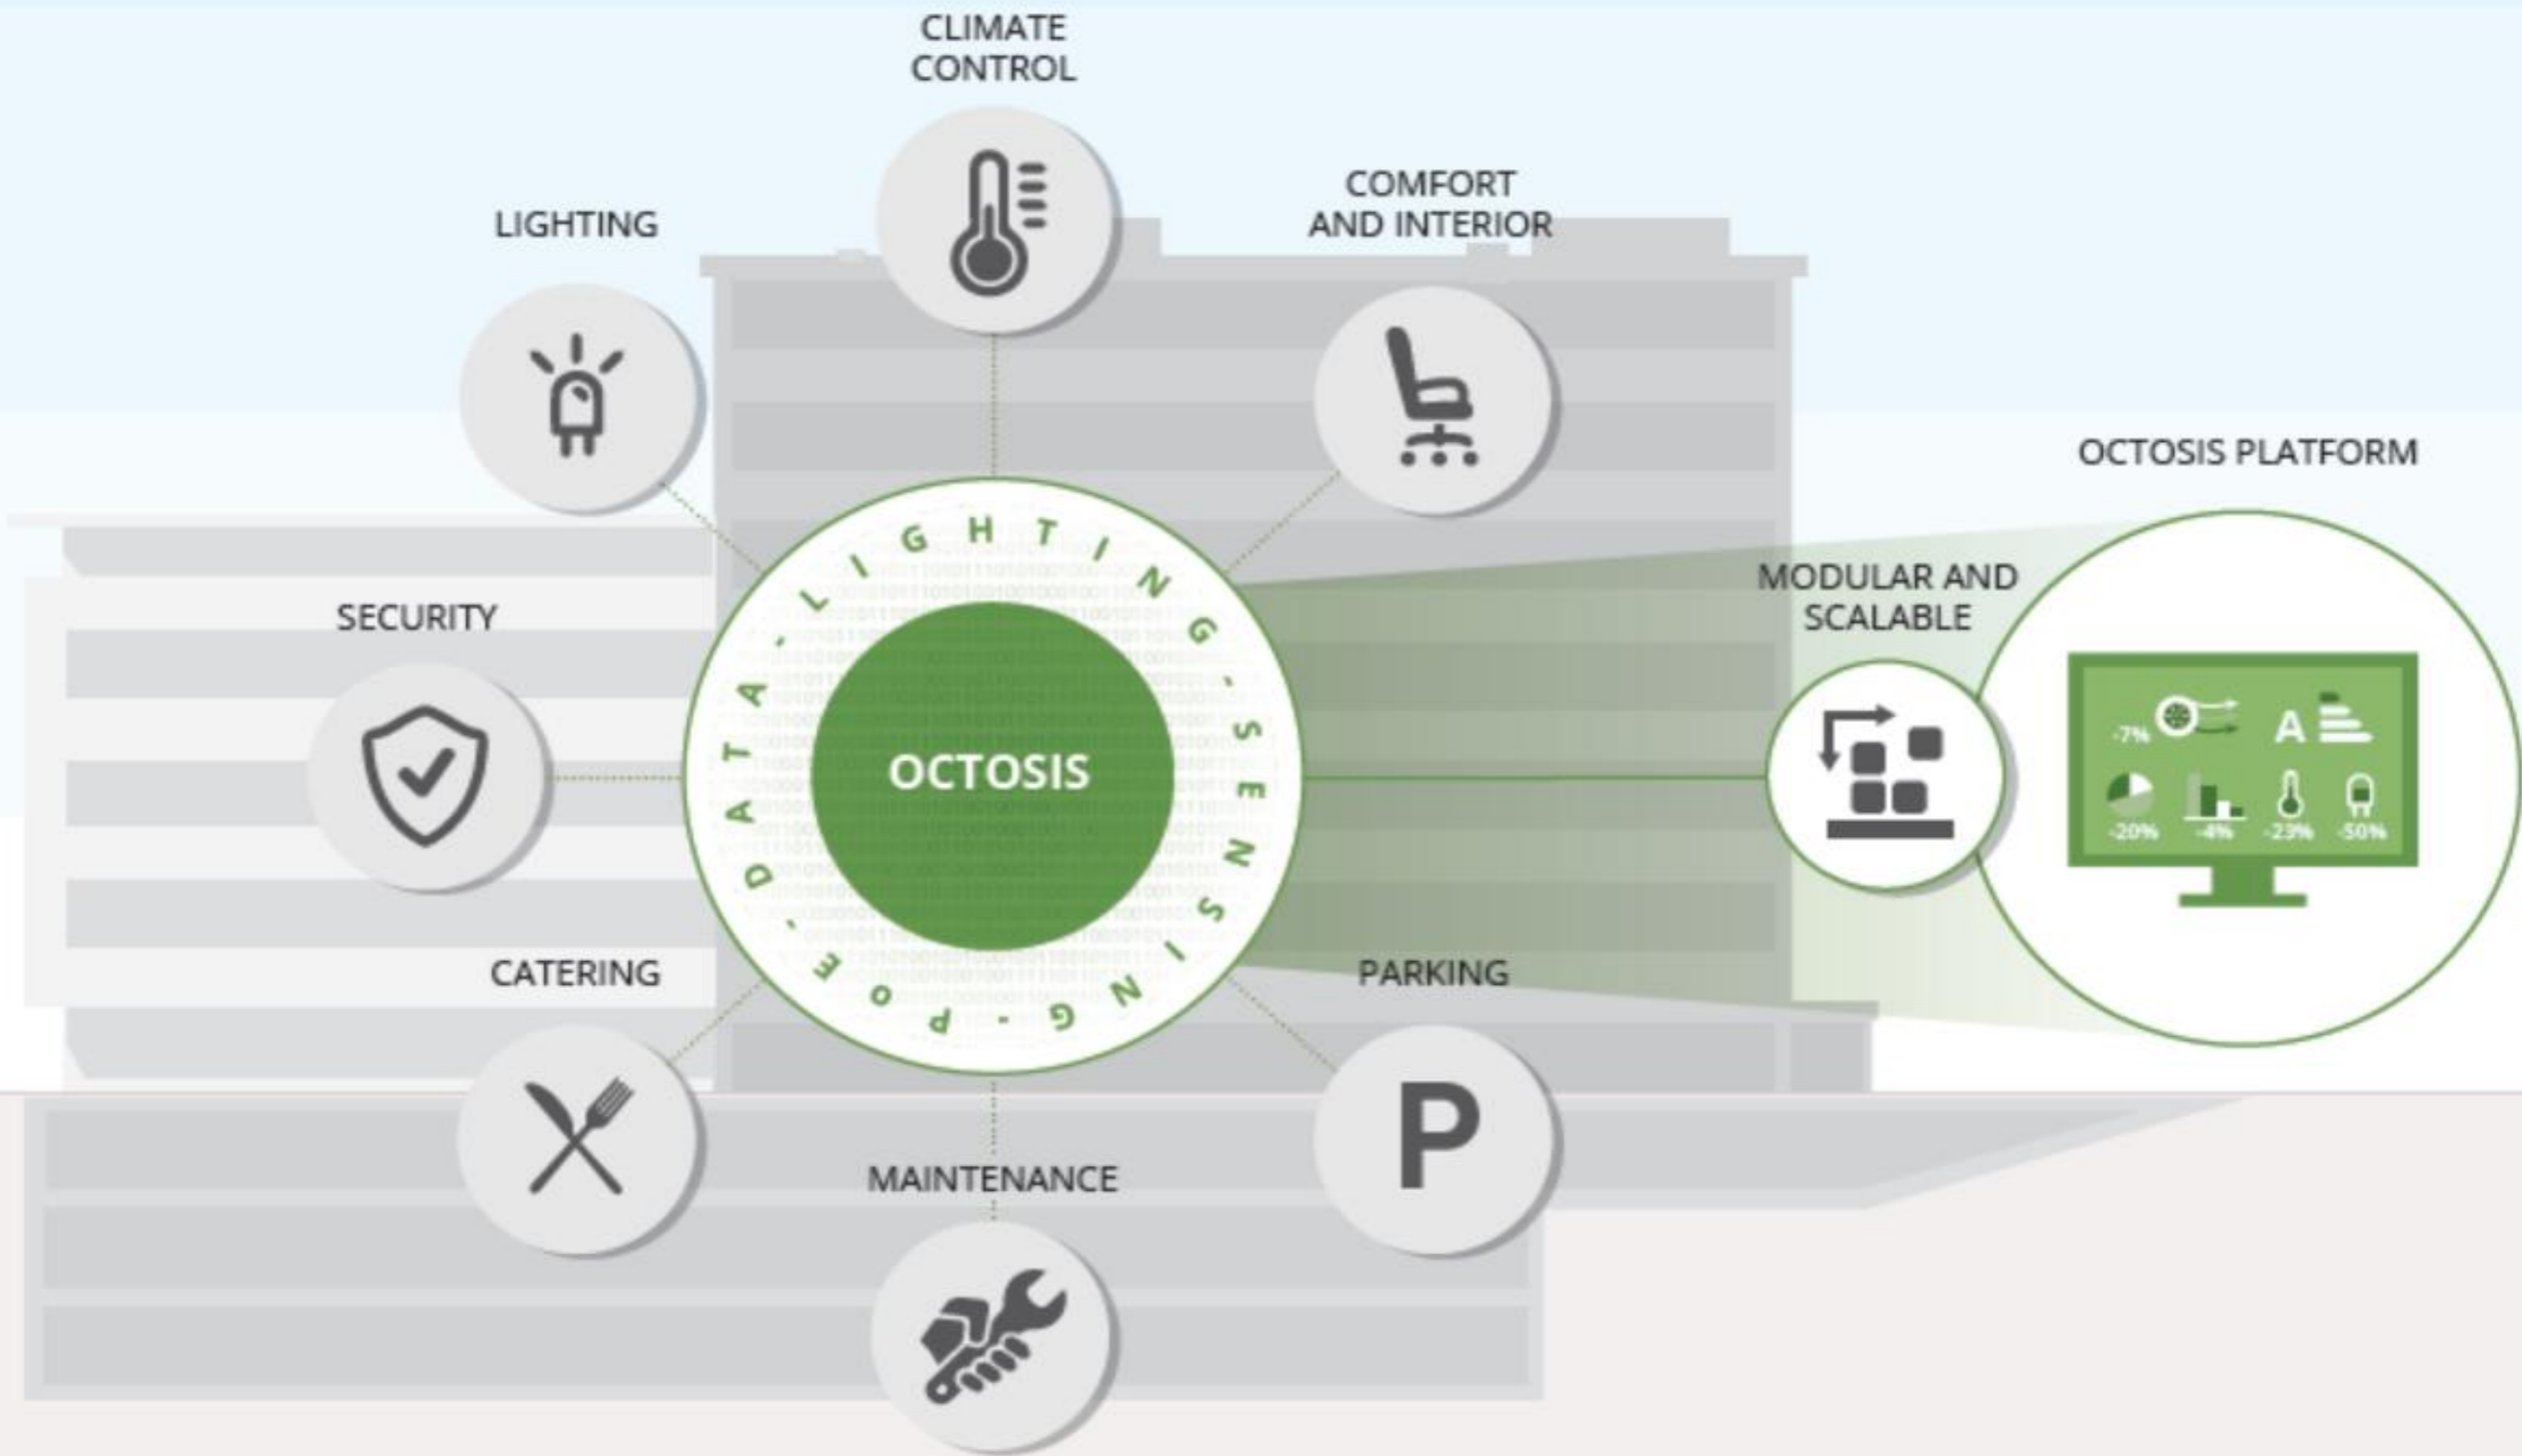 CLIMATE
CONTROL
COMFORT
AND INTERIOR
LIGHTING
OCTOSIS PLATFORM
MODULAR AND
SCALABLE
SECURITY
LIGHTING - SENSING - PoE - DATA -
OCTOSIS
-7%
A
-20% -4% -23% -50%
CATERING
PARKING
P
MAINTENANCE